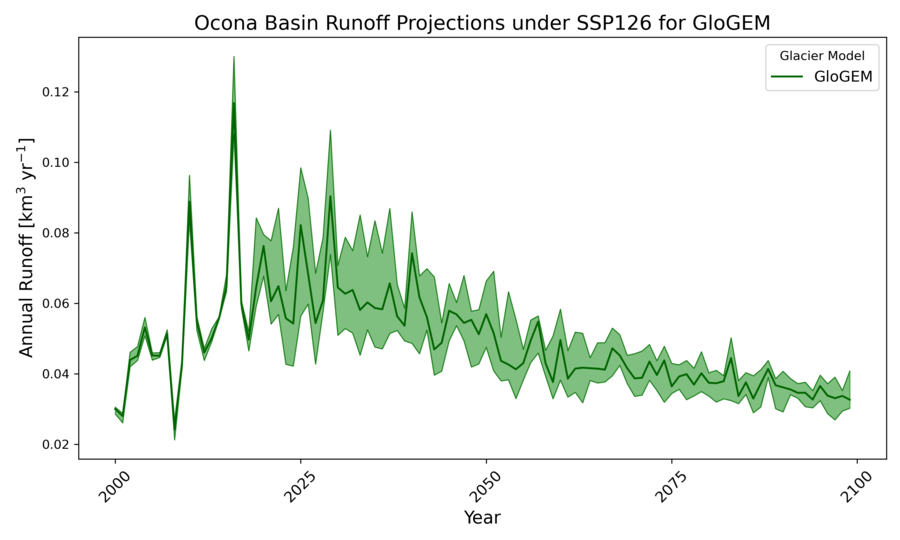 Ocona Basin Runoff Projections under SSP126 for GloGEM
Glacier Model
GloGEM
0.12
0.10
0.08
0.06
0.04
0.02
Annual Runoff [km³ yr⁻¹]
2000
2025
2050
2075
2100
Year